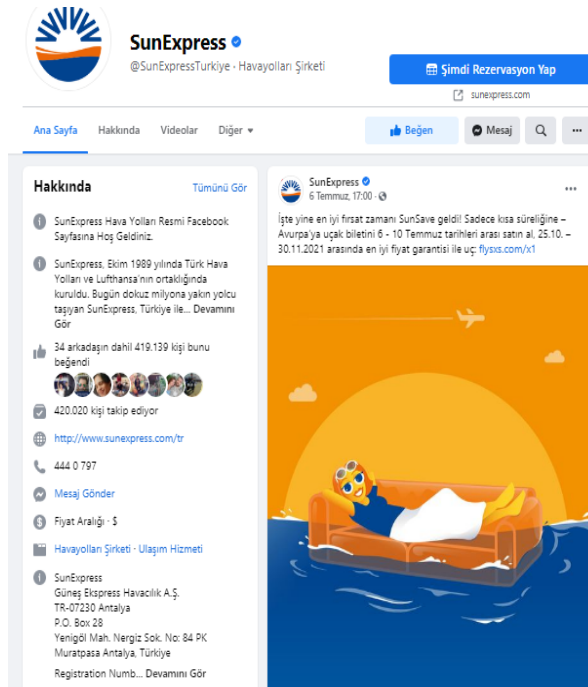 SunExpress
@SunExpressTurkiye · Havayolları Şirketi
Şimdi Rezervasyon Yap
sunexpress.com
Ana Sayfa
Hakkında
Videolar
Diğer
Beğen
Mesaj
Hakkında
Tümünü Gör
SunExpress Hava Yolları Resmi Facebook
Sayfasına Hoş Geldiniz.
SunExpress, Ekim 1989 yılında Türk Hava
Yolları ve Lufthansa'nın ortaklığında
kuruldu. Bugün dokuz milyona yakın yolcu
taşıyan SunExpress, Türkiye ile... Devamını
Gör
34 arkadaşın dahil 419.139 kişi bunu
beğendi
420.020 kişi takip ediyor
http://www.sunexpress.com/tr
444 0 797
Mesaj Gönder
Fiyat Aralığı · $
Havayolları Şirketi · Ulaşım Hizmeti
SunExpress
Güneş Ekspress Havacılık A.Ş.
TR-07230 Antalya
P.O. Box 28
Yenigöl Mah. Nergiz Sok. No: 84 PK
Muratpasa Antalya, Türkiye
Registration Numb... Devamını Gör
SunExpress
6 Temmuz, 17:00 ·
İşte yine en iyi fırsat zamanı SunSave geldi! Sadece kısa süreliğine –
Avurpa'ya uçak biletini 6 - 10 Temmuz tarihleri arası satın al, 25.10. –
30.11.2021 arasında en iyi fiyat garantisi ile uç: flysxs.com/x1